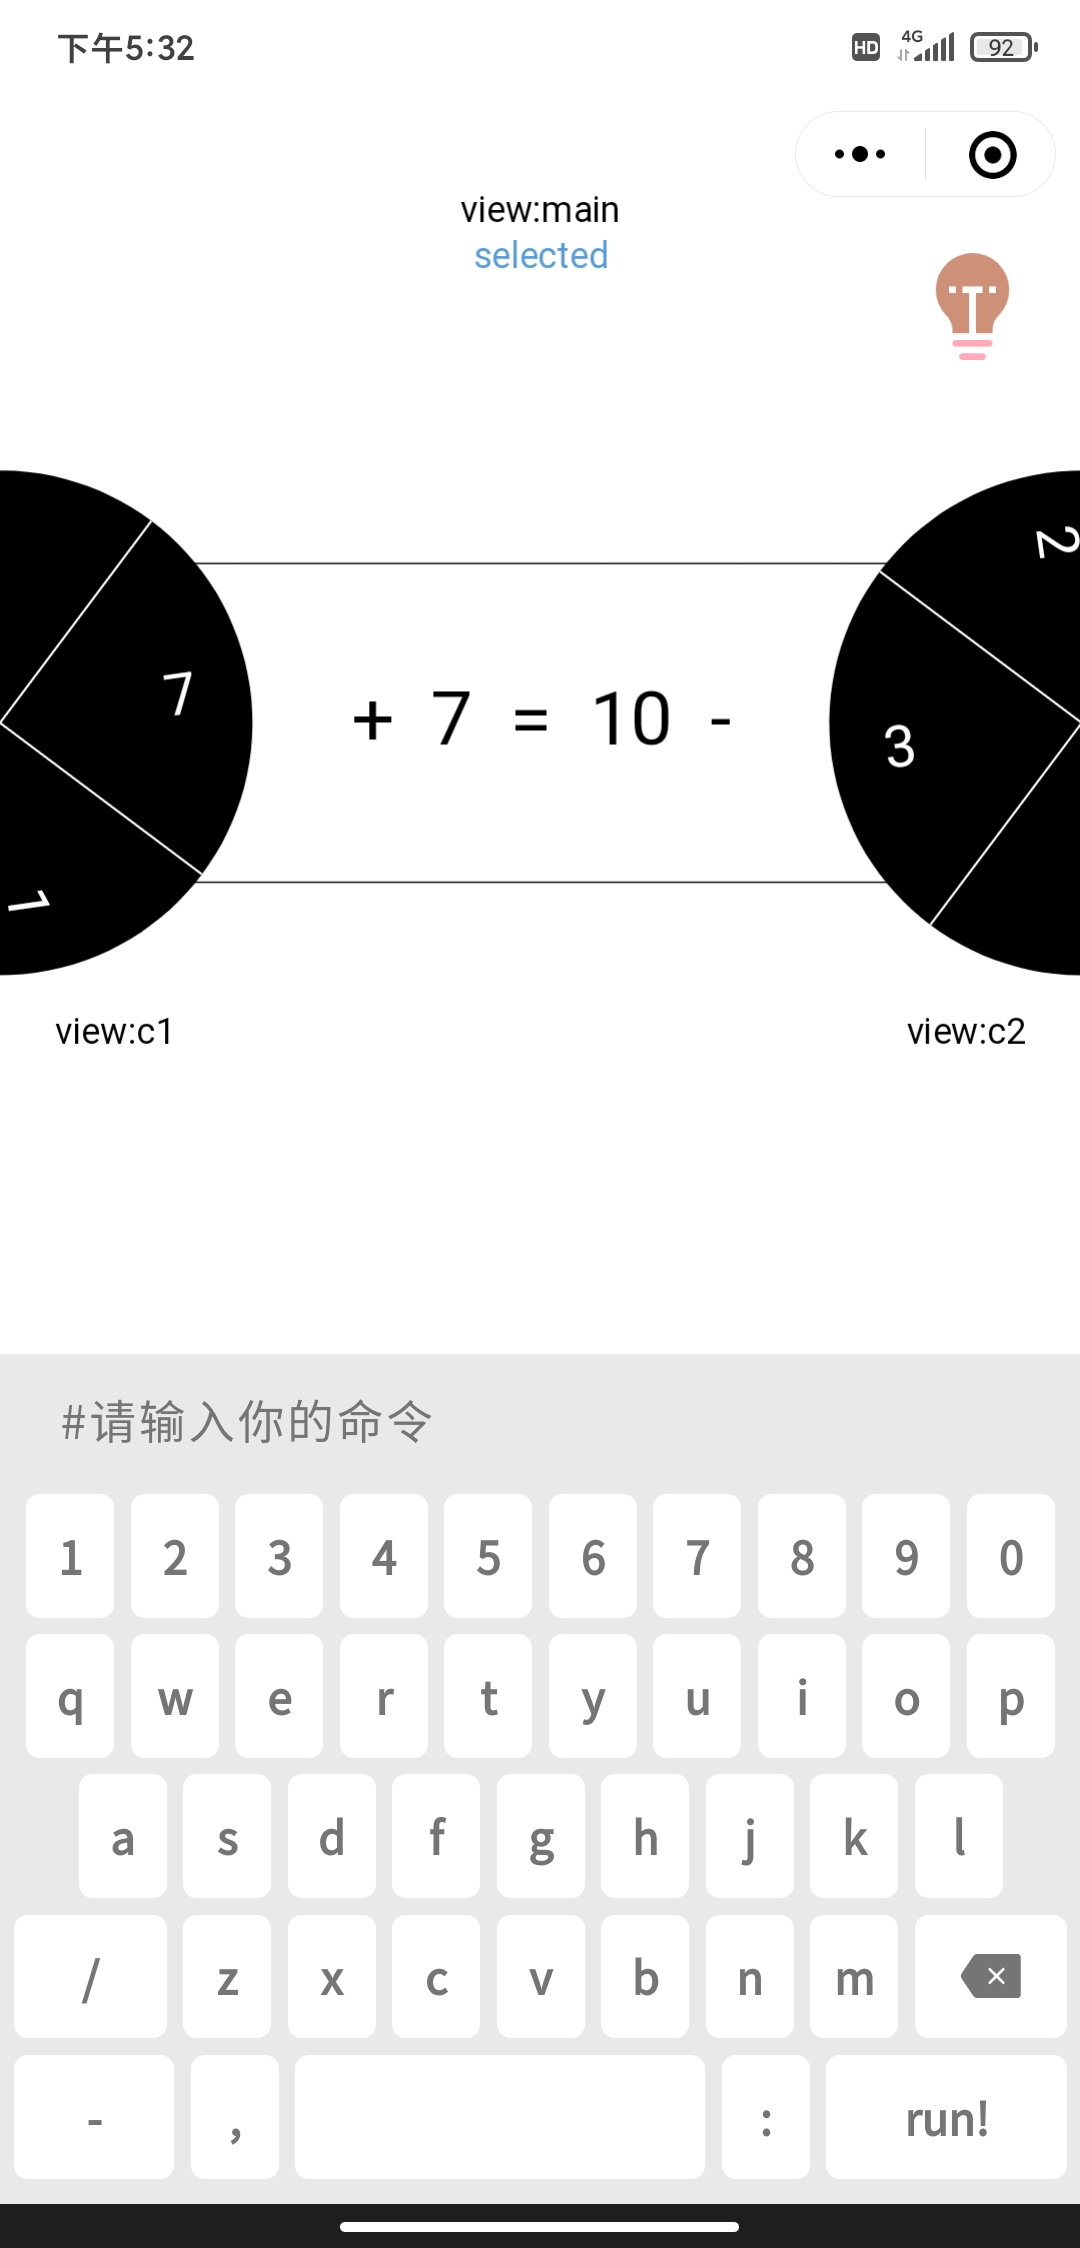 下午5:32
HD 4G 92
view:main
selected
2
7 + 7 = 10 - 3
1
view:c1 view:c2
#请输入你的命令
1 2 3 4 5 6 7 8 9 0
q w e r t y u i o p
a s d f g h j k l
/ z x c v b n m
- , : run!